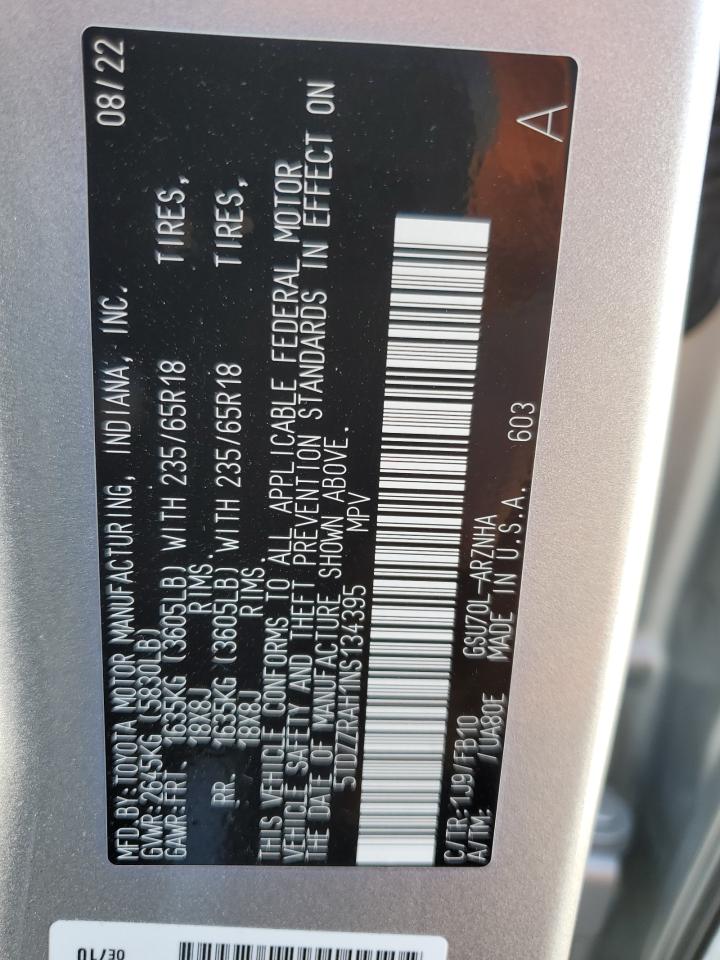 MFD.BY:TOYOTA MOTOR MANUFACTURING, INDIANA, INC. 08/22
GVWR:2645KG (5830LB)
GAWR:FRT. 1635KG (3605LB) WITH 235/65R18 TIRES,
18X8J RIMS.
RR. 1635KG (3605LB) WITH 235/65R18 TIRES,
18X8J RIMS.
THIS VEHICLE CONFORMS TO ALL APPLICABLE FEDERAL MOTOR
VEHICLE SAFETY AND THEFT PREVENTION STANDARDS IN EFFECT ON
THE DATE OF MANUFACTURE SHOWN ABOVE.
5TDZZRAH1NS134395 MPV
C/TR:1J9/FB10 GSU70L-ARZNHA A
A/TM: /UA80E MADE IN U.S.A. 603
OE/10